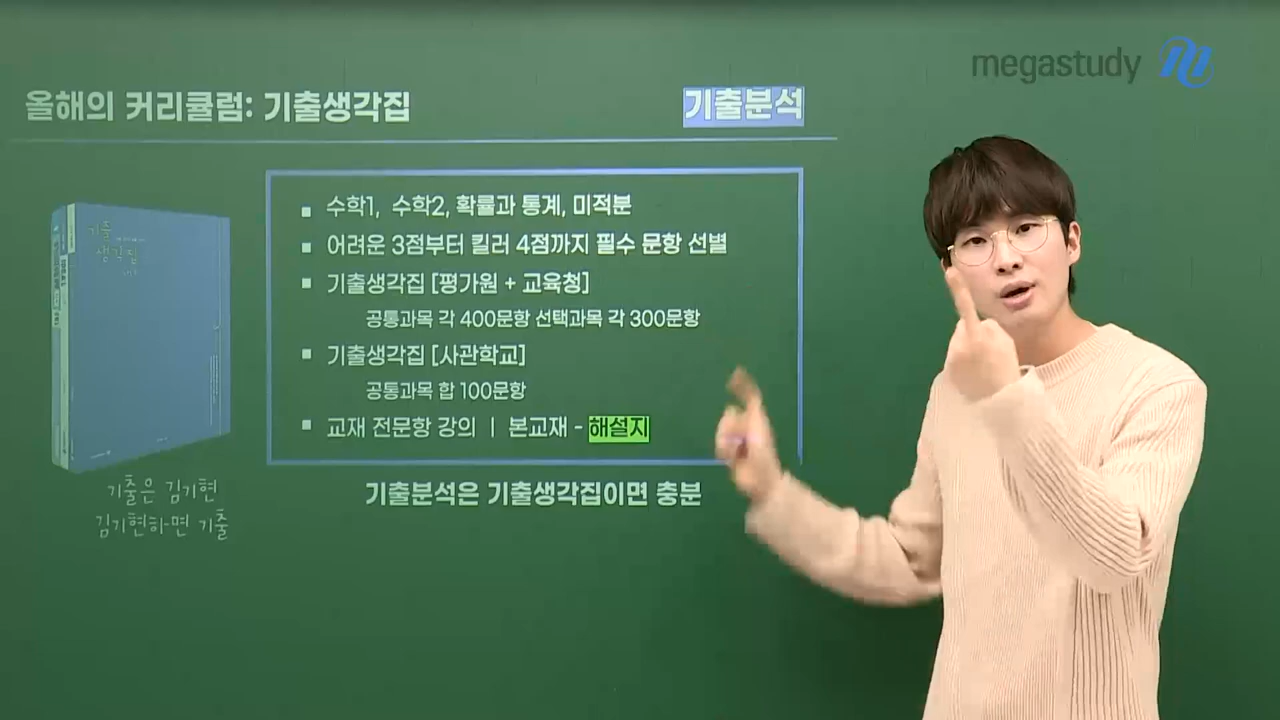 megastudy
올해의 커리큘럼: 기출생각집
기출분석
수학1, 수학2, 확률과 통계, 미적분
어려운 3점부터 킬러 4점까지 필수 문항 선별
기출생각집 [평가원 + 교육청]
공통과목 각 400문항 선택과목 각 300문항
기출생각집 [사관학교]
공통과목 합 100문항
교재 전문항 강의 | 본교재 - 해설지
기출분석은 기출생각집이면 충분
기출
생각집
기출은 김기현
김기현하면 기출